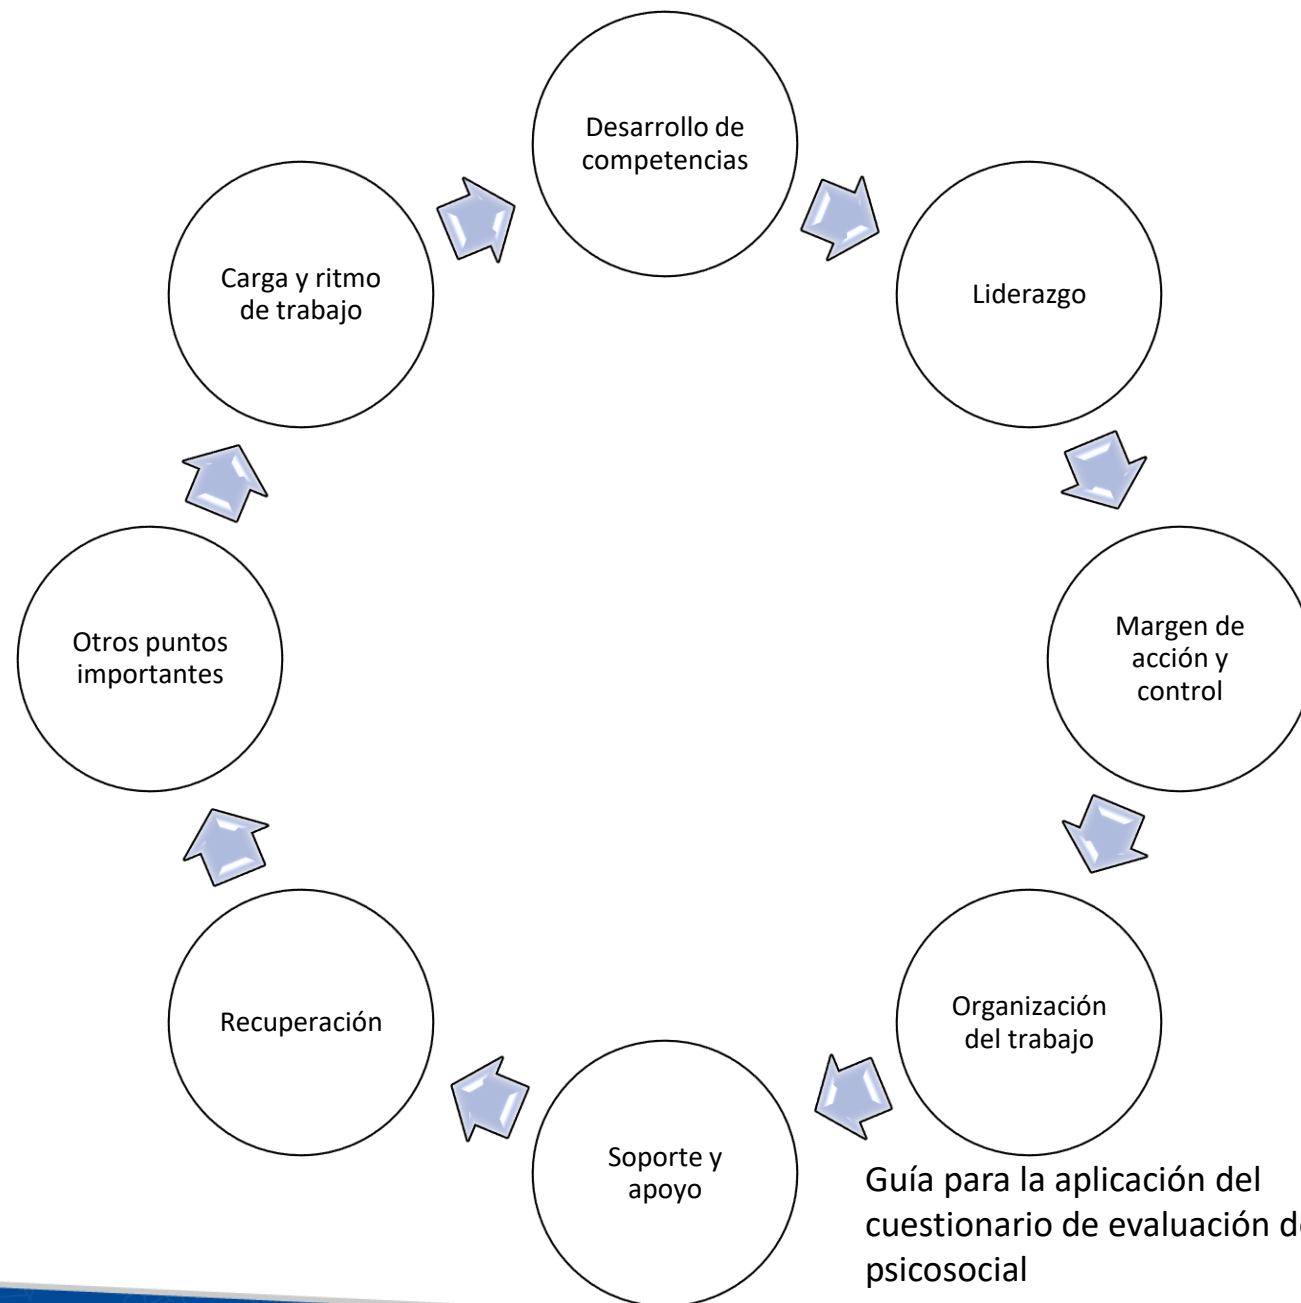 Desarrollo de
competencias
Liderazgo
Margen de
acción y
control
Organización
del trabajo
Soporte y
apoyo
Recuperación
Otros puntos
importantes
Carga y ritmo
de trabajo
Guía para la aplicación del
cuestionario de evaluación
psicosocial